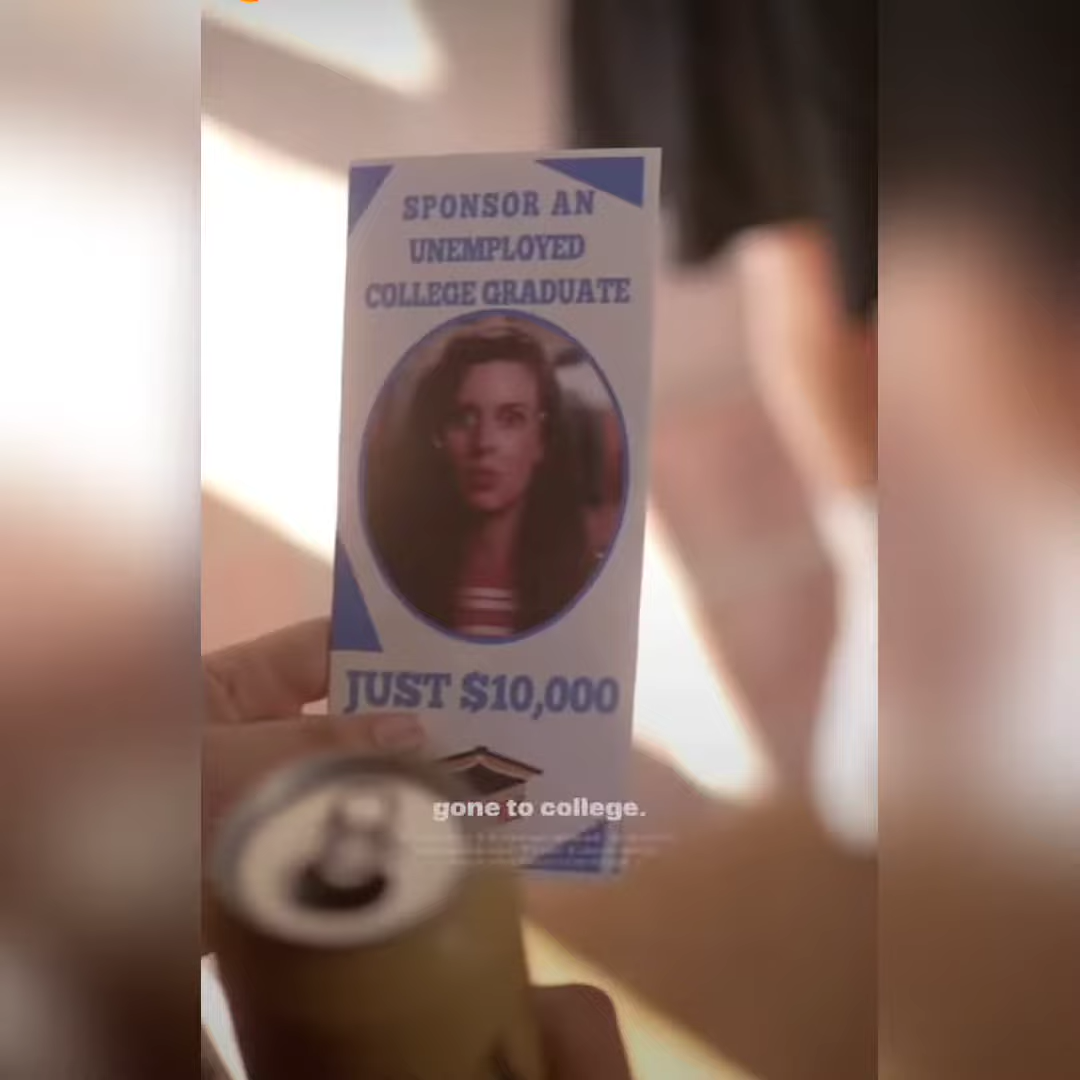 SPONSOR AN
UNEMPLOYED
COLLEGE GRADUATE
JUST $10,000
gone to college.